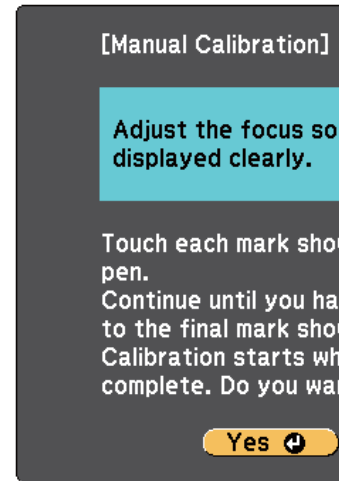 [Manual Calibration]
Adjust the focus so
displayed clearly.
Touch each mark
pen.
Continue until you
to the final mark
Calibration starts
complete. Do you
Yes